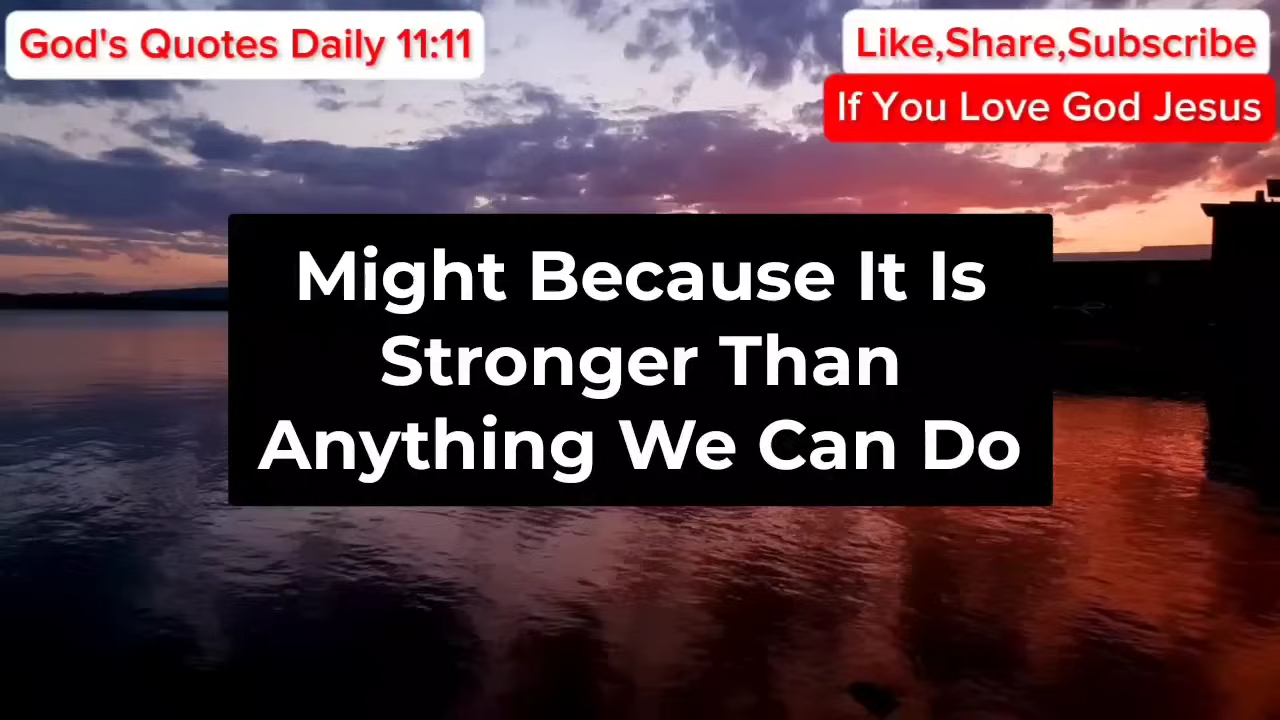 God's Quotes Daily 11:11
Like,Share,Subscribe
If You Love God Jesus
Might Because It Is
Stronger Than
Anything We Can Do